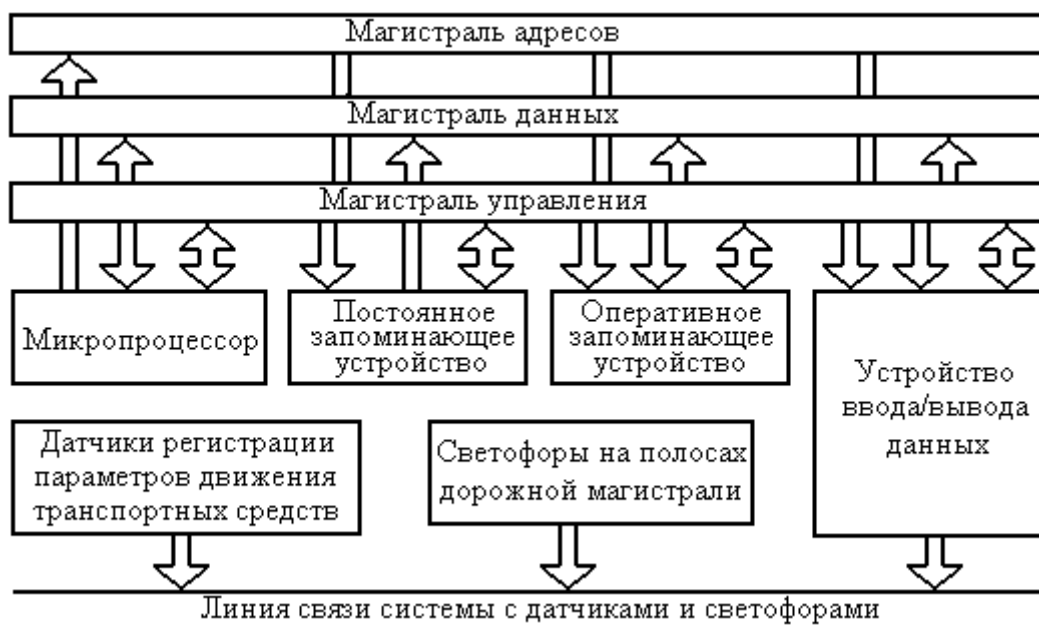 Магистраль адресов
Магистраль данных
Магистраль управления
Микропроцессор
Постоянное
запоминающее
устройство
Оперативное
запоминающее
устройство
Устройство
ввода/вывода
данных
Датчики регистрации
параметров движения
транспортных средств
Светофоры на полосах
дорожной магистрали
Линия связи системы с датчиками и светофорами